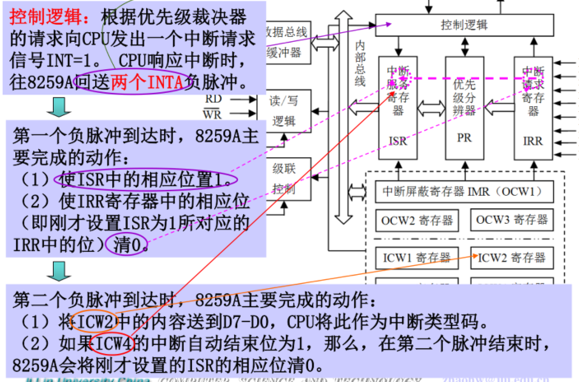 控制逻辑：根据优先级裁决器
的请求向CPU发出一个中断请求
信号INT=1。 CPU响应中断时，
往8259A回送两个INTA负脉冲。
第一个负脉冲到达时，8259A主
要完成的动作：
（1）使ISR中的相应位置1。
（2）使IRR寄存器中的相应位
（即刚才设置ISR为1所对应的
IRR中的位）清0。
第二个负脉冲到达时，8259A主要完成的动作：
（1）将ICW2中的内容送到D7-D0，CPU将此作为中断类型码。
（2）如果ICW4的中断自动结束位为1，那么，在第二个脉冲结束时，
8259A会将刚才设置的ISR的相应位清0。
数据总线
缓冲器
RD
WR
读/写
逻辑
级联
控制
内部总线
控制逻辑
中断服务寄存器
ISR
优先级分辨器
PR
中断请求寄存器
IRR
中断屏蔽寄存器 IMR（OCW1）
OCW2 寄存器
OCW3 寄存器
ICW1 寄存器
ICW2 寄存器